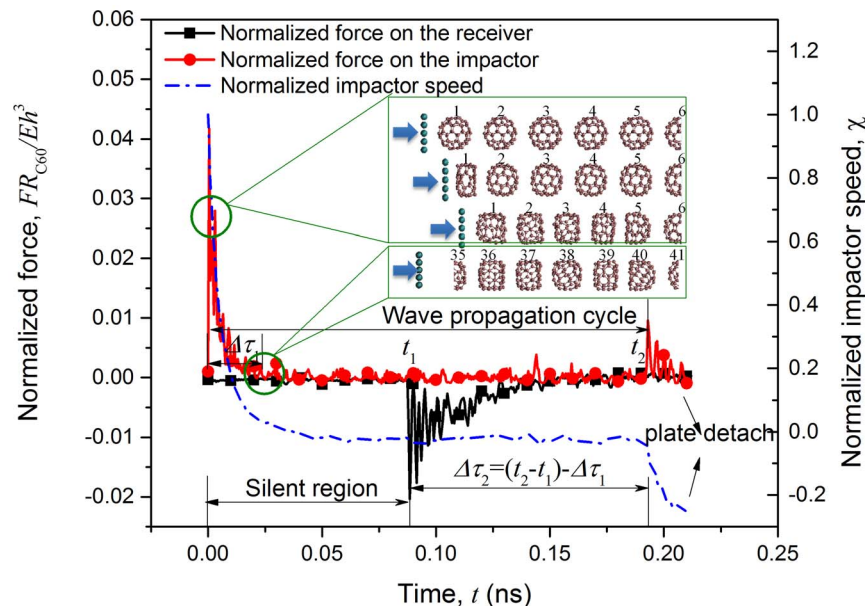 Normalized force on the receiver
Normalized force on the impactor
Normalized impactor speed
0.06
0.05
0.04
0.03
0.02
0.01
0.00
-0.01
-0.02
Normalized force, FR_C60/Eh³
1.2
1.0
0.8
0.6
0.4
0.2
0.0
-0.2
Normalized impactor speed, χ
1 2 3 4 5 6
1 2 3 4 5 6
1 2 3 4 5 6
35 36 37 38 39 40 41
Wave propagation cycle
Δτ₁
t₁
t₂
plate detach
Δτ₂=(t₂-t₁)-Δτ₁
Silent region
0.00 0.05 0.10 0.15 0.20 0.25
Time, t (ns)